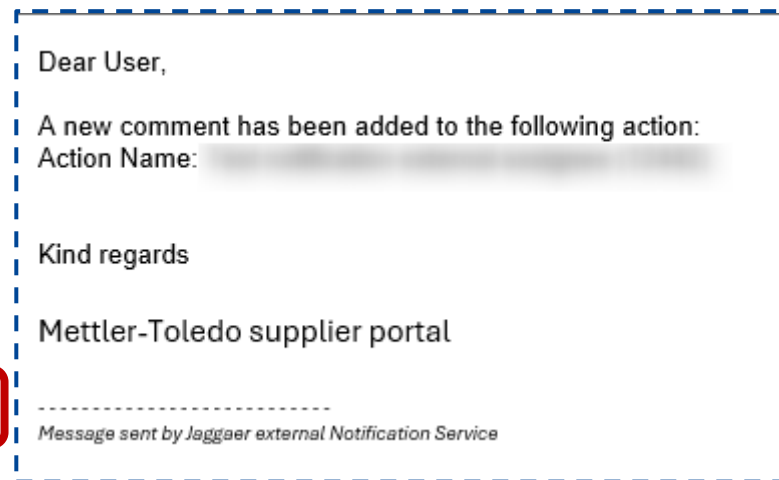 Dear User,
A new comment has been added to the following action:
Action Name:
Kind regards
Mettler-Toledo supplier portal
---------------------------
Message sent by Jaggaer external Notification Service